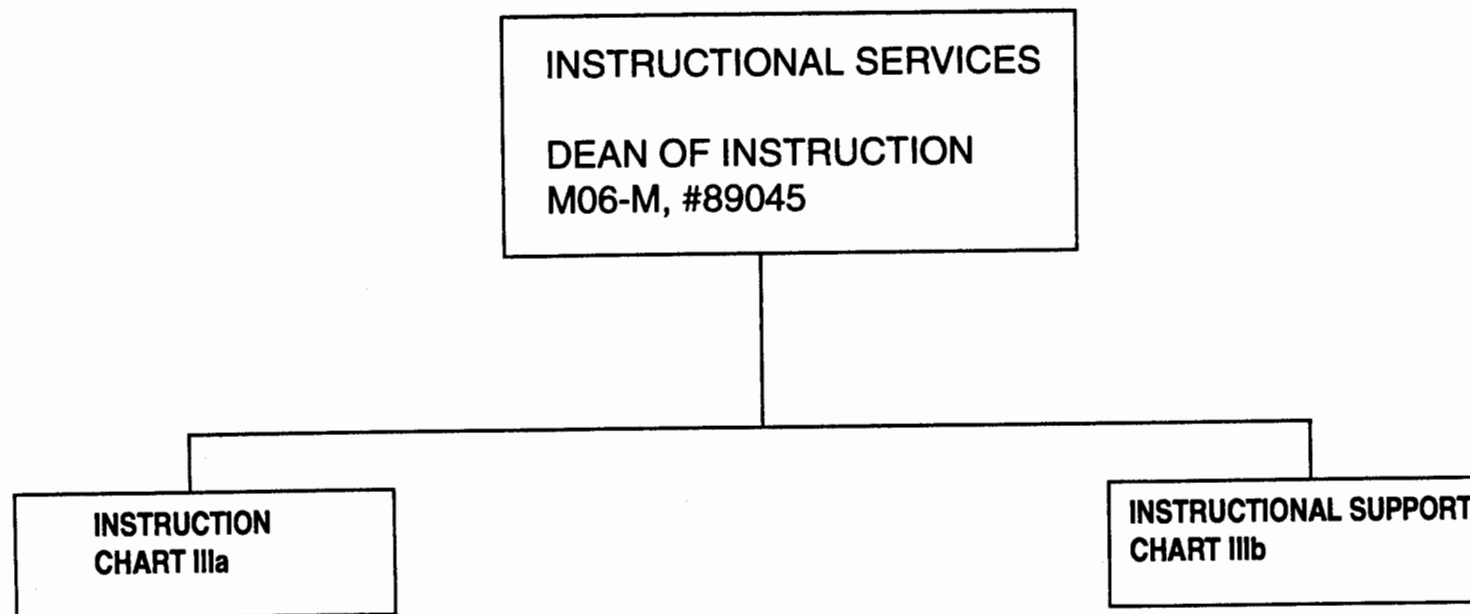 INSTRUCTIONAL SERVICES
DEAN OF INSTRUCTION
M06-M, #89045
INSTRUCTION
CHART IIIa
INSTRUCTIONAL SUPPORT
CHART IIIb